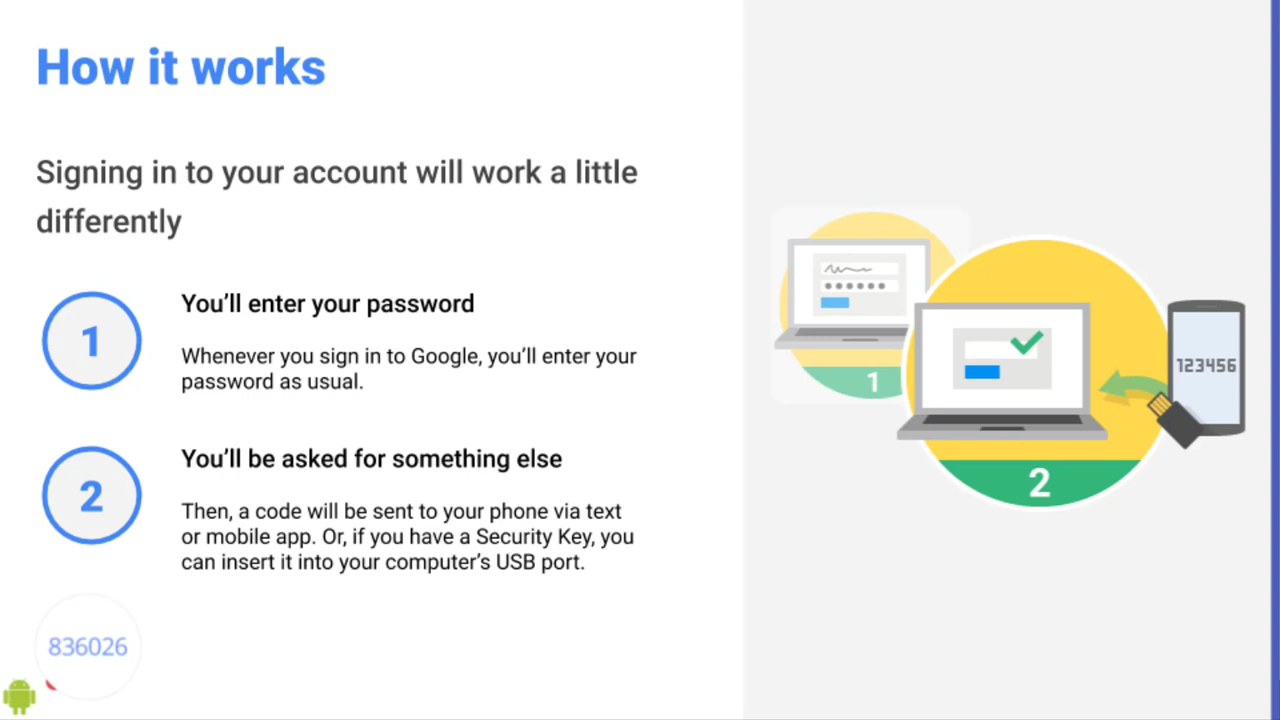 How it works
Signing in to your account will work a little
differently
1
You'll enter your password
Whenever you sign in to Google, you'll enter your
password as usual.
2
You'll be asked for something else
Then, a code will be sent to your phone via text
or mobile app. Or, if you have a Security Key, you
can insert it into your computer's USB port.
836026
1
2
123456